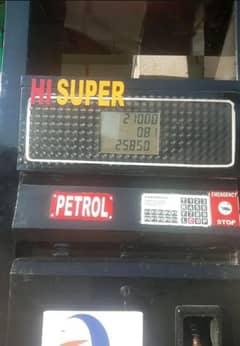 HI SUPER
21000
081
25850
PETROL
EMERGENCY
STOP